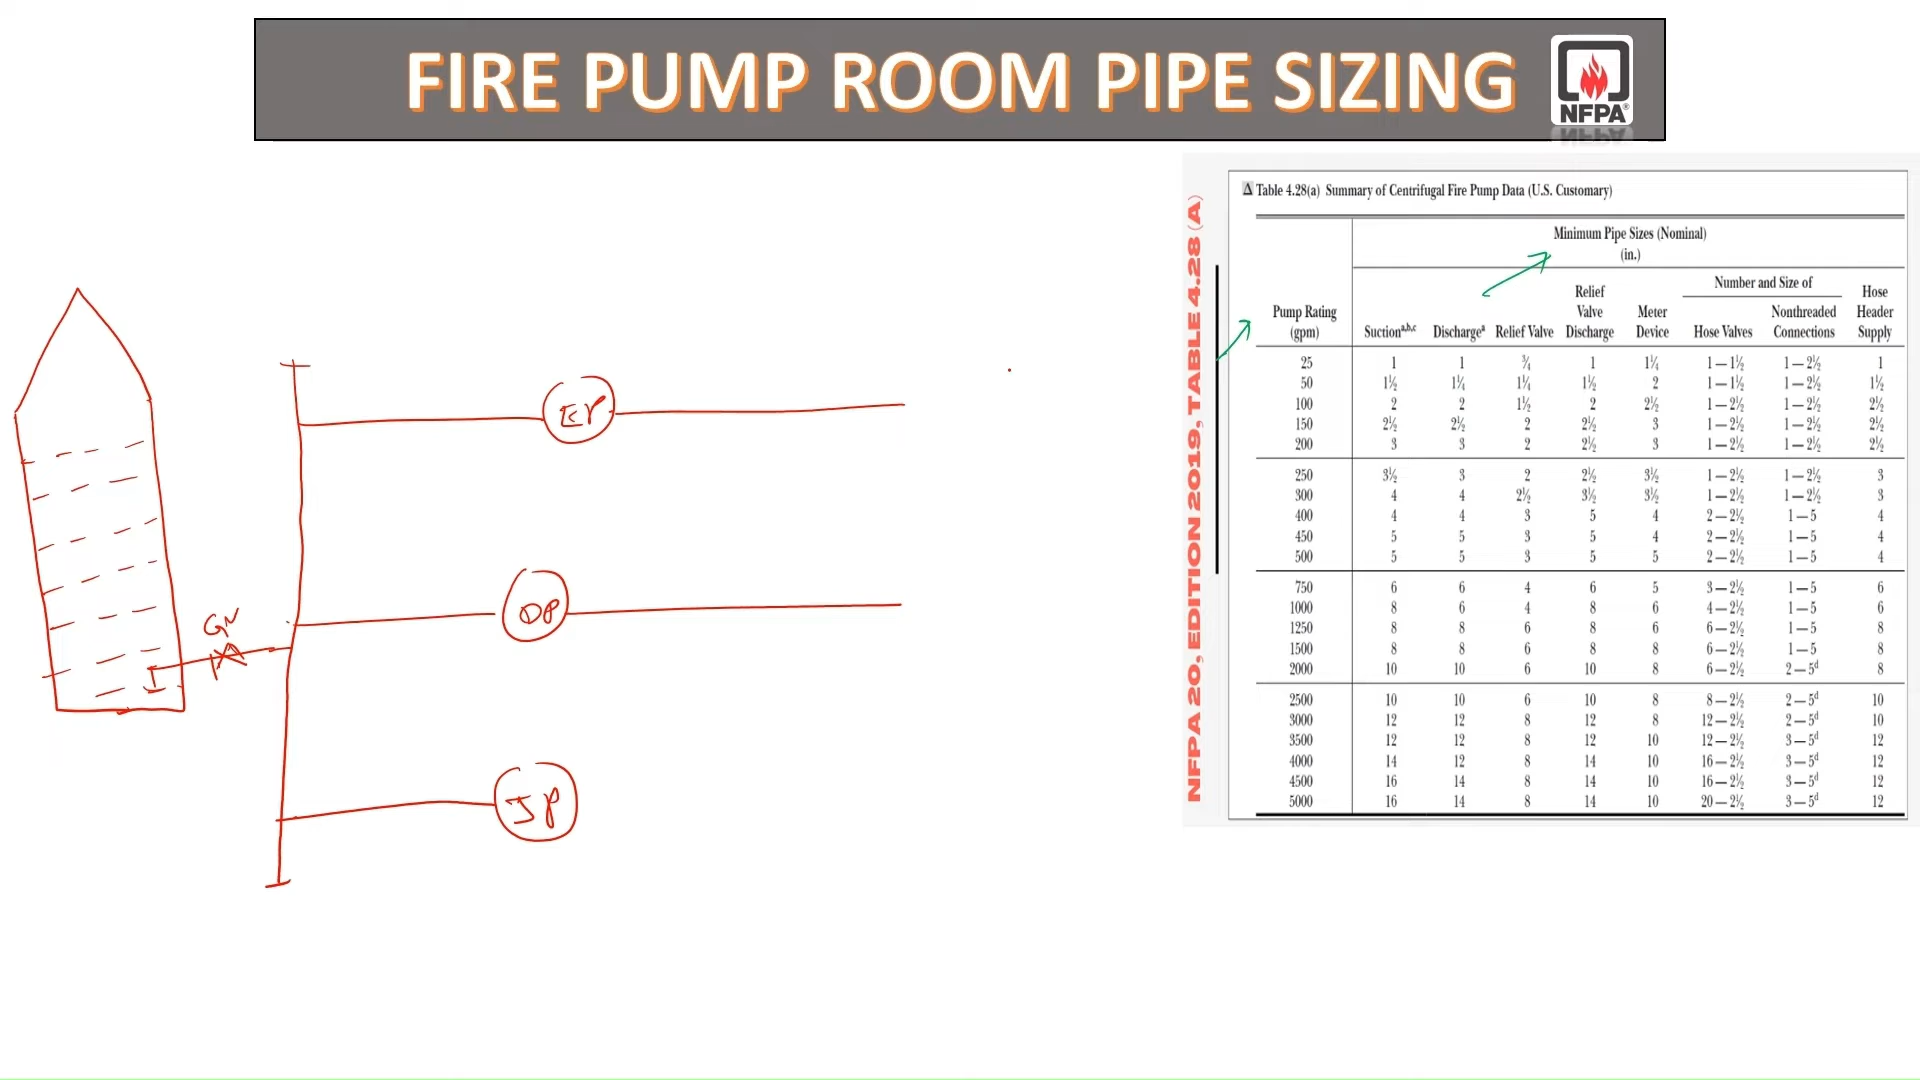 FIRE PUMP ROOM PIPE SIZING
NFPA®
NFPA 20, EDITION 2019, TABLE 4.28 (A)
Δ Table 4.28(a) Summary of Centrifugal Fire Pump Data (U.S. Customary)
Minimum Pipe Sizes (Nominal)
(in.)
Number and Size of
Pump Rating (gpm) Suctionᵃ,ᵇ,ᶜ Dischargeᵃ Relief Valve Relief Valve Discharge Meter Device Hose Valves Nonthreaded Connections Hose Header Supply
25 1 1 ¾ 1 1¼ 1—1½ 1—2½ 1
50 1½ 1¼ 1¼ 1½ 2 1—1½ 1—2½ 1½
100 2 2 1½ 2 2½ 1—2½ 1—2½ 2½
150 2½ 2½ 2 2½ 3 1—2½ 1—2½ 2½
200 3 3 2 2½ 3 1—2½ 1—2½ 2½
250 3½ 3 2 2½ 3½ 1—2½ 1—2½ 3
300 4 4 2½ 3½ 3½ 1—2½ 1—2½ 3
400 4 4 3 5 4 2—2½ 1—5 4
450 5 5 3 5 4 2—2½ 1—5 4
500 5 5 3 5 5 2—2½ 1—5 4
750 6 6 4 6 5 3—2½ 1—5 6
1000 8 6 4 8 6 4—2½ 1—5 6
1250 8 8 6 8 6 6—2½ 1—5 8
1500 8 8 6 8 8 6—2½ 1—5 8
2000 10 10 6 10 8 6—2½ 2—5ᵈ 8
2500 10 10 6 10 8 8—2½ 2—5ᵈ 10
3000 12 12 8 12 8 12—2½ 2—5ᵈ 10
3500 12 12 8 12 10 12—2½ 3—5ᵈ 12
4000 14 12 8 14 10 16—2½ 3—5ᵈ 12
4500 16 14 8 14 10 16—2½ 3—5ᵈ 12
5000 16 14 8 14 10 20—2½ 3—5ᵈ 12
EP
GV
DP
JP